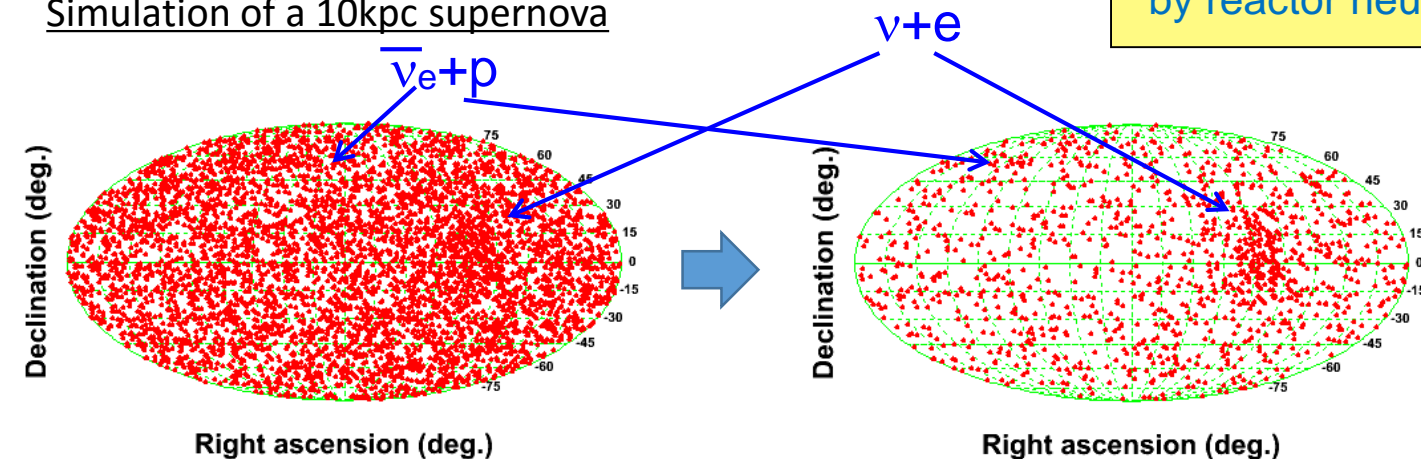 Simulation of a 10kpc supernova
by reactor neu
ν+e
ν̅e+p
75
60
45
30
15
0
-15
-30
-45
-60
-75
Declination (deg.)
Right ascension (deg.)
75
60
45
30
15
0
-15
-30
-45
-60
-75
Declination (deg.)
Right ascension (deg.)